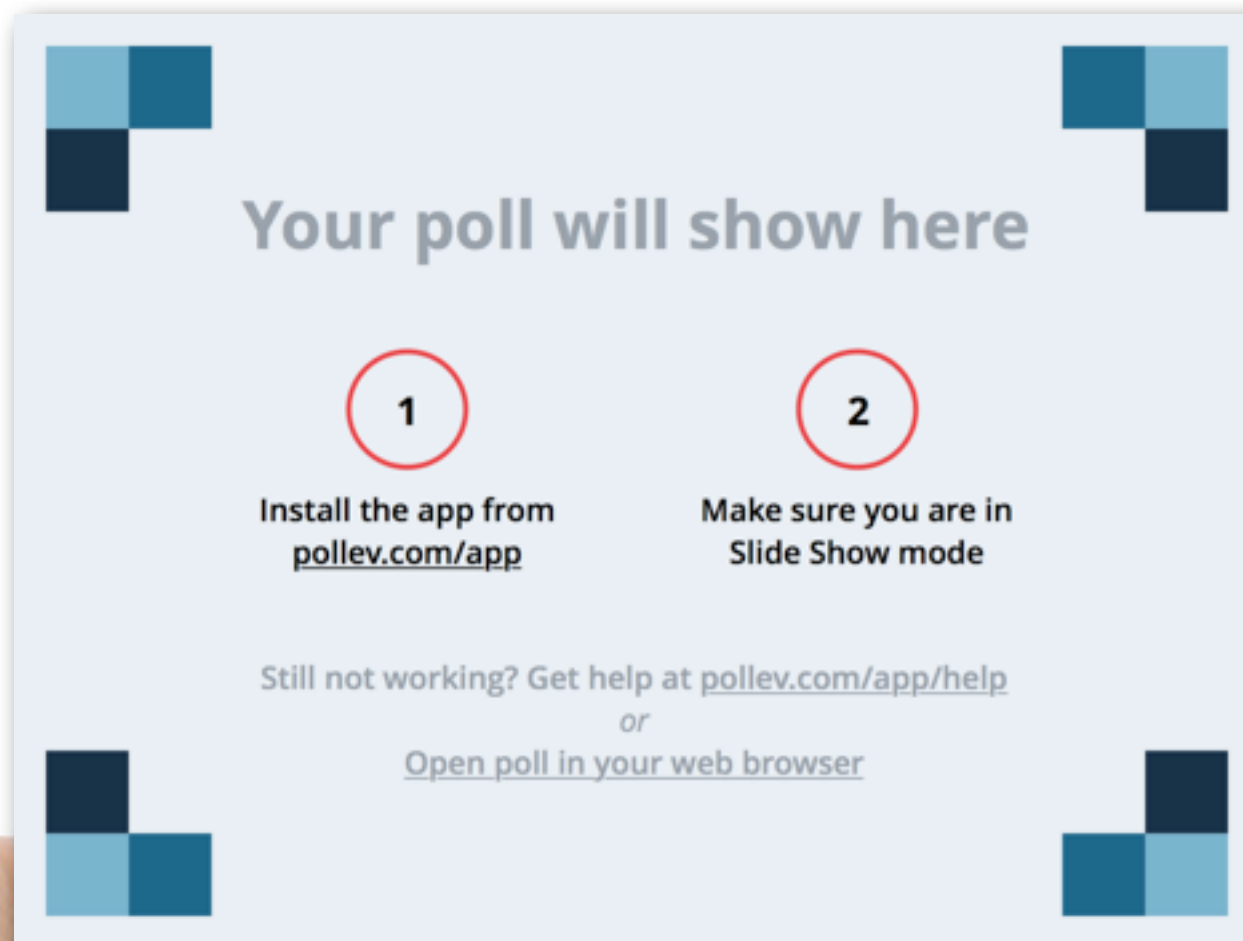 Your poll will show here
1
Install the app from
pollev.com/app
2
Make sure you are in
Slide Show mode
Still not working? Get help at pollev.com/app/help
or
Open poll in your web browser